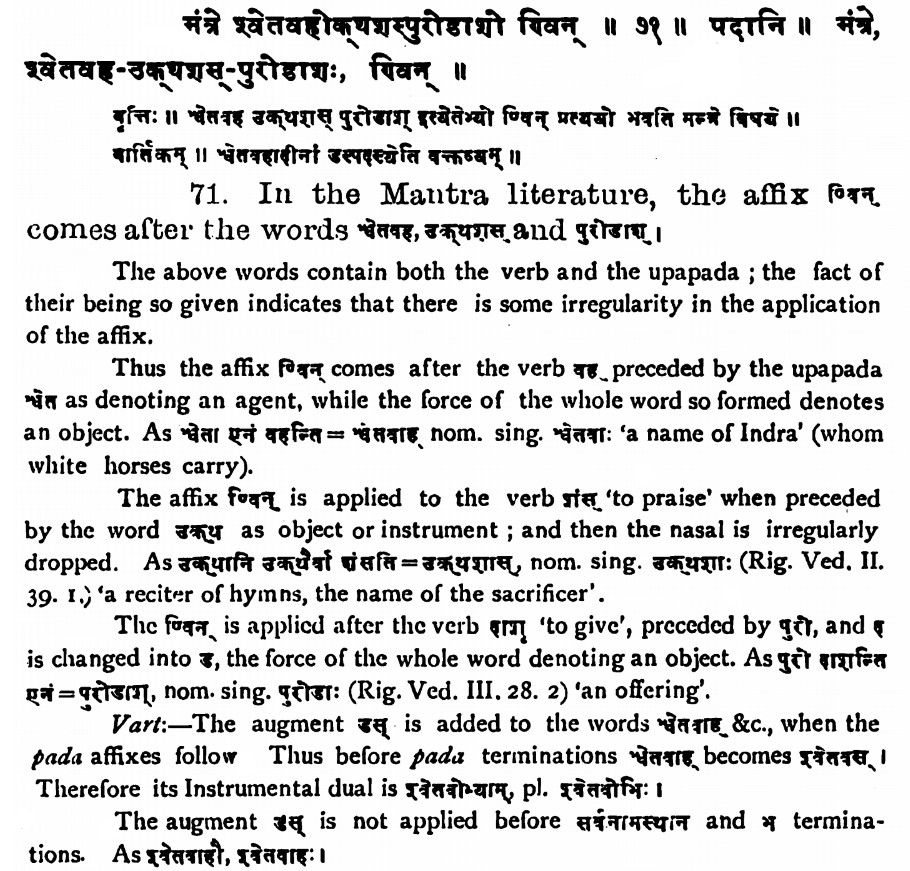 मंत्रे श्वेतवहोक्थशस्पुरोडाशो ण्विन् ॥ ७१ ॥ पदानि ॥ मंत्रे,
श्वेतवह-उक्थशस्-पुरोडाशः, ण्विन् ॥
वृत्तिः ॥ श्वेतवह उक्थशस् पुरोडाश् इत्येतेभ्यो ण्विन् प्रत्ययो भवति मन्त्रे विषये ॥
वार्तिकम् ॥ श्वेतवहादीनां डस्पदस्येति वक्तव्यम् ॥
71. In the Mantra literature, the affix ण्विन्
comes after the words श्वेतवह, उक्थशस् and पुरोडाश् ।
The above words contain both the verb and the upapada ; the fact of
their being so given indicates that there is some irregularity in the application
of the affix.
Thus the affix ण्विन् comes after the verb वह् preceded by the upapada
श्वेत as denoting an agent, while the force of the whole word so formed denotes
an object. As श्वेता एनं वहन्ति = श्वेतवाह् nom. sing. श्वेतवाः 'a name of Indra' (whom
white horses carry).
The affix ण्विन् is applied to the verb शंस् 'to praise' when preceded
by the word उक्थ as object or instrument ; and then the nasal is irregularly
dropped. As उक्थानि उक्थैर्वा शंसति = उक्थशास्, nom. sing. उक्थशाः (Rig. Ved. II.
39. 1.) 'a reciter of hymns, the name of the sacrificer'.
The ण्विन् is applied after the verb दाशृ 'to give', preceded by पुरो, and द
is changed into ड, the force of the whole word denoting an object. As पुरो दाशन्ति
एनं = पुरोडाश्, nom. sing. पुरोडाः (Rig. Ved. III. 28. 2) 'an offering'.
Vart:—The augment डस् is added to the words श्वेतवाह् &c., when the
pada affixes follow Thus before pada terminations श्वेतवाह् becomes श्वेतवस् ।
Therefore its Instrumental dual is श्वेतवोभ्याम्, pl. श्वेतवोभिः ।
The augment डस् is not applied before सर्वनामस्थान and भ termina-
tions. As श्वेतवाहौ, श्वेतवाहः ।